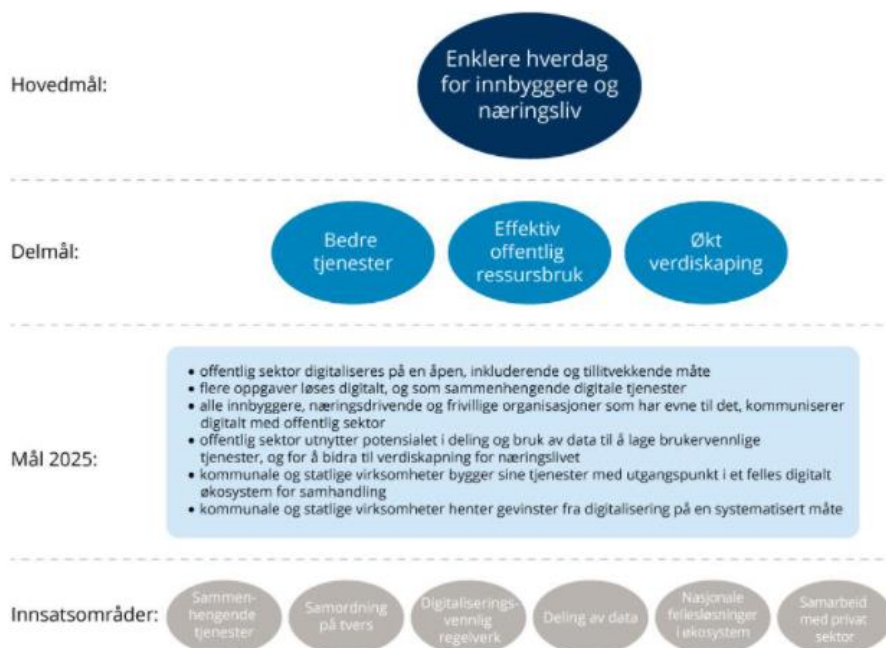 Hovedmål:
Enklere hverdag
for innbyggere og
næringsliv
Delmål:
Bedre
tjenester
Effektiv
offentlig
ressursbruk
Økt
verdiskaping
Mål 2025:
• offentlig sektor digitaliseres på en åpen, inkluderende og tillitvekkende måte
• flere oppgaver løses digitalt, og som sammenhengende digitale tjenester
• alle innbyggere, næringsdrivende og frivillige organisasjoner som har evne til det, kommuniserer
digitalt med offentlig sektor
• offentlig sektor utnytter potensialet i deling og bruk av data til å lage brukervennlige
tjenester, og for å bidra til verdiskapning for næringslivet
• kommunale og statlige virksomheter bygger sine tjenester med utgangspunkt i et felles digitalt
økosystem for samhandling
• kommunale og statlige virksomheter henter gevinster fra digitalisering på en systematisert måte
Innsatsområder:
Sammen-
hengende
tjenester
Samordning
på tvers
Digitaliserings-
vennlig
regelverk
Deling av data
Nasjonale
fellesløsninger
i økosystem
Samarbeid
med privat
sektor